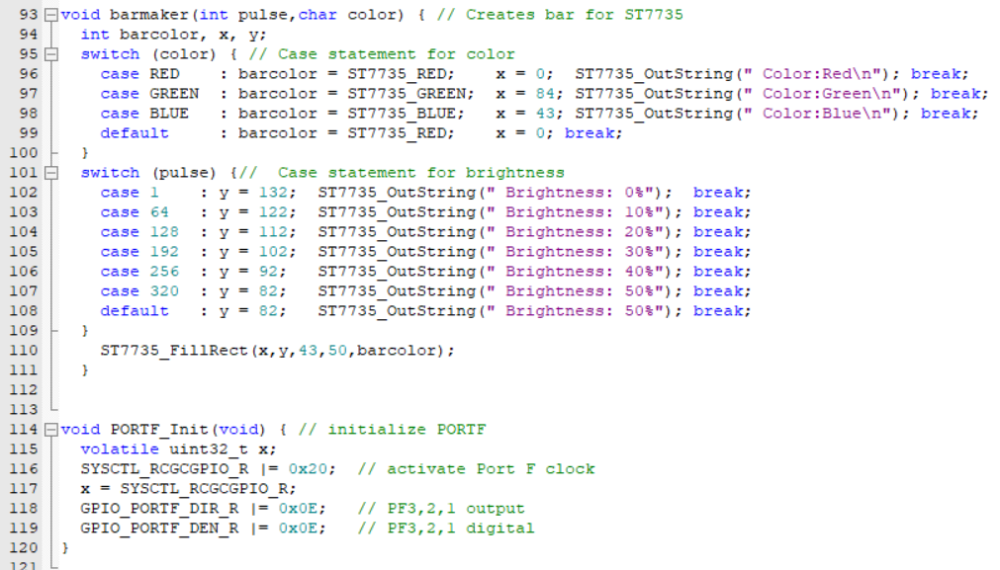 93 void barmaker(int pulse,char color) { // Creates bar for ST7735
94 int barcolor, x, y;
95 switch (color) { // Case statement for color
96 case RED : barcolor = ST7735_RED; x = 0; ST7735_OutString(" Color:Red\n"); break;
97 case GREEN : barcolor = ST7735_GREEN; x = 84; ST7735_OutString(" Color:Green\n"); break;
98 case BLUE : barcolor = ST7735_BLUE; x = 43; ST7735_OutString(" Color:Blue\n"); break;
99 default : barcolor = ST7735_RED; x = 0; break;
100 }
101 switch (pulse) {// Case statement for brightness
102 case 1 : y = 132; ST7735_OutString(" Brightness: 0%"); break;
103 case 64 : y = 122; ST7735_OutString(" Brightness: 10%"); break;
104 case 128 : y = 112; ST7735_OutString(" Brightness: 20%"); break;
105 case 192 : y = 102; ST7735_OutString(" Brightness: 30%"); break;
106 case 256 : y = 92; ST7735_OutString(" Brightness: 40%"); break;
107 case 320 : y = 82; ST7735_OutString(" Brightness: 50%"); break;
108 default : y = 82; ST7735_OutString(" Brightness: 50%"); break;
109 }
110 ST7735_FillRect(x,y,43,50,barcolor);
111 }
112
113
114 void PORTF_Init(void) { // initialize PORTF
115 volatile uint32_t x;
116 SYSCTL_RCGCGPIO_R |= 0x20; // activate Port F clock
117 x = SYSCTL_RCGCGPIO_R;
118 GPIO_PORTF_DIR_R |= 0x0E; // PF3,2,1 output
119 GPIO_PORTF_DEN_R |= 0x0E; // PF3,2,1 digital
120 }
121